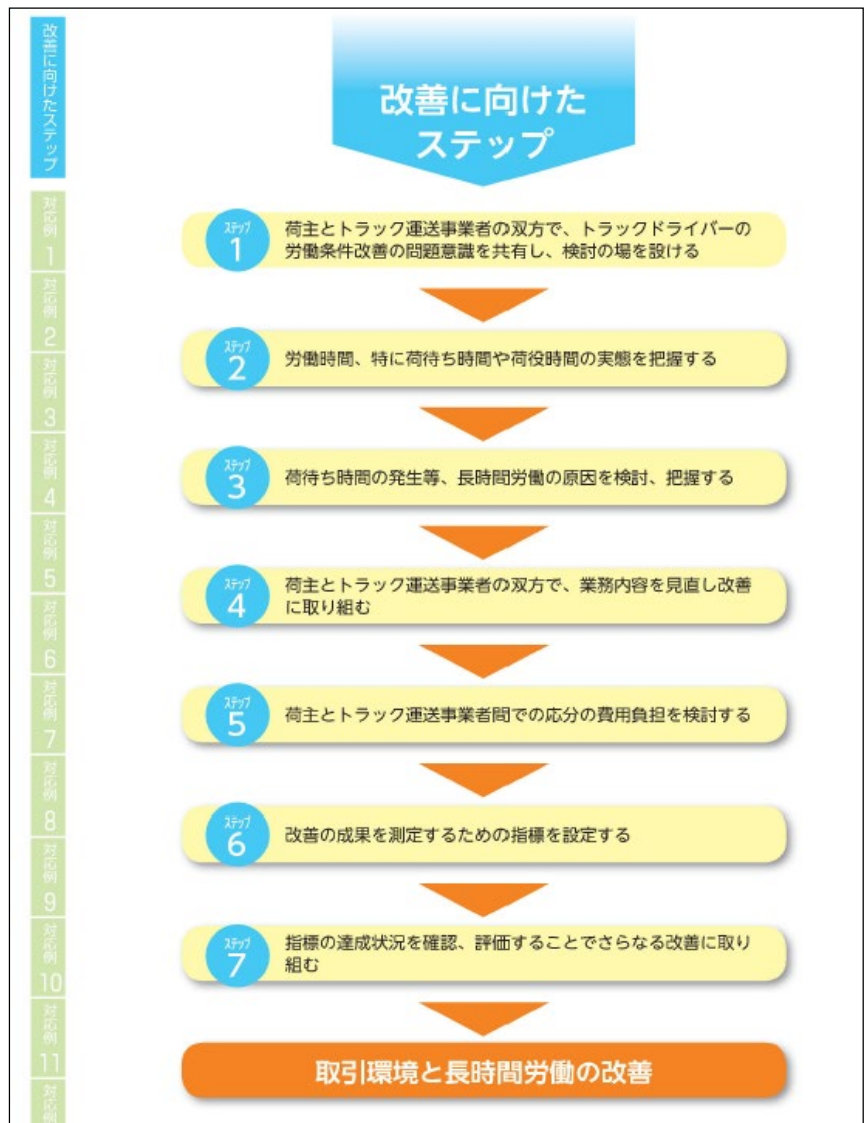 改善に向けたステップ
対応例
1
対応例
2
対応例
3
対応例
4
対応例
5
対応例
6
対応例
7
対応例
8
対応例
9
対応例
10
対応例
11
対応例
改善に向けた
ステップ
ステップ
1
荷主とトラック運送事業者の双方で、トラックドライバーの
労働条件改善の問題意識を共有し、検討の場を設ける
ステップ
2
労働時間、特に荷待ち時間や荷役時間の実態を把握する
ステップ
3
荷待ち時間の発生等、長時間労働の原因を検討、把握する
ステップ
4
荷主とトラック運送事業者の双方で、業務内容を見直し改善
に取り組む
ステップ
5
荷主とトラック運送事業者間での応分の費用負担を検討する
ステップ
6
改善の成果を測定するための指標を設定する
ステップ
7
指標の達成状況を確認、評価することでさらなる改善に取り
組む
取引環境と長時間労働の改善